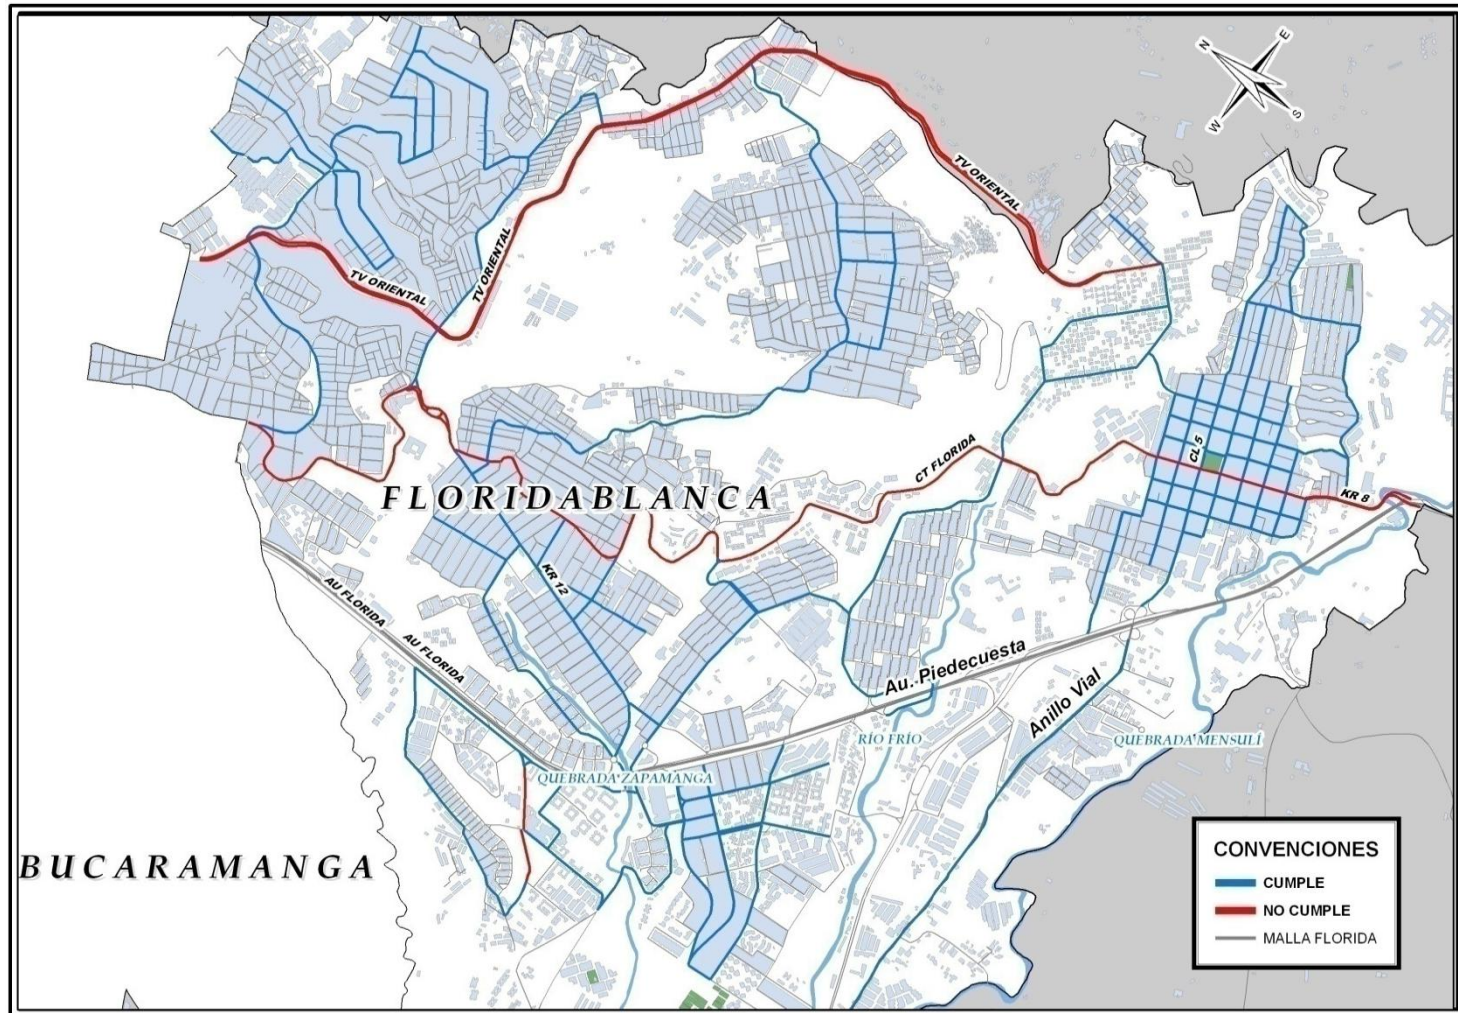 N
E
W
S
TV ORIENTAL
TV ORIENTAL
TV ORIENTAL
CT FLORIDA
CL 5
KR 8
FLORIDABLANCA
KR 12
AU FLORIDA
AU FLORIDA
Au. Piedecuesta
Anillo Vial
RÍO FRÍO
QUEBRADA MENSULÍ
QUEBRADA ZAPAMANGA
BUCARAMANGA
CONVENCIONES
CUMPLE
NO CUMPLE
MALLA FLORIDA